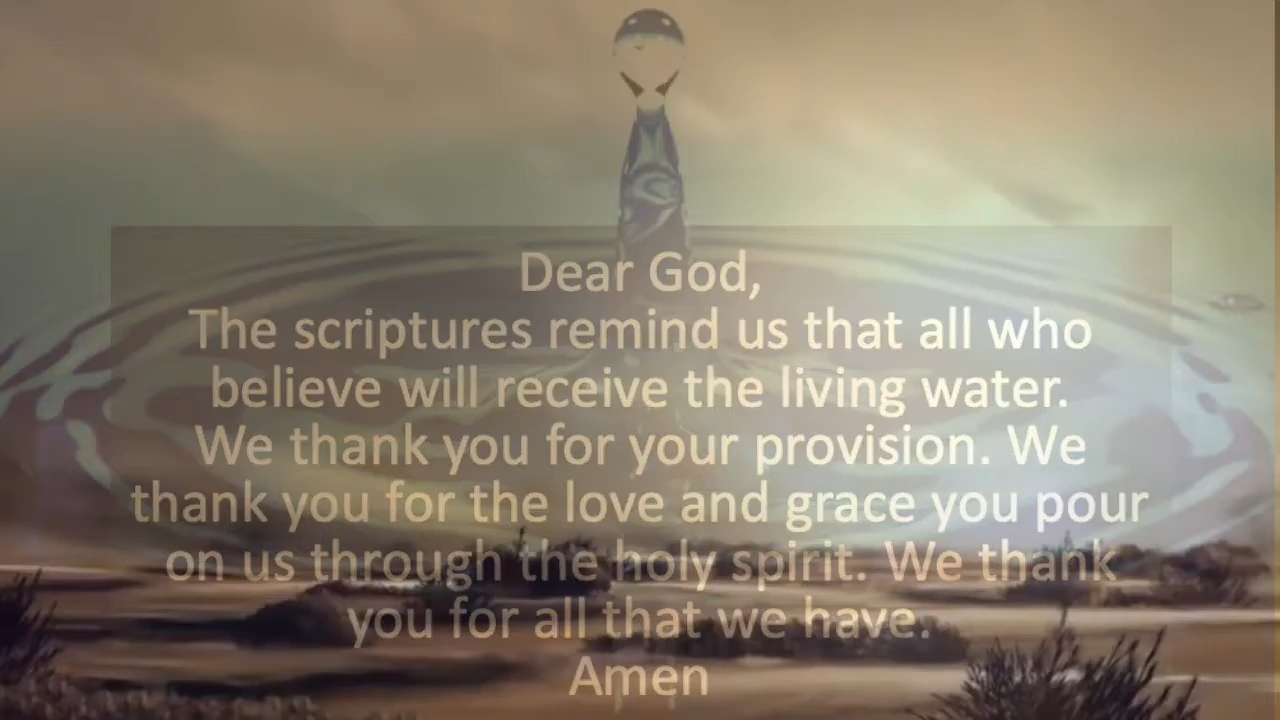 Dear God,
The scriptures remind us that all who
believe will receive the living water.
We thank you for your provision. We
thank you for the love and grace you pour
on us through the holy spirit. We thank
you for all that we have.
Amen